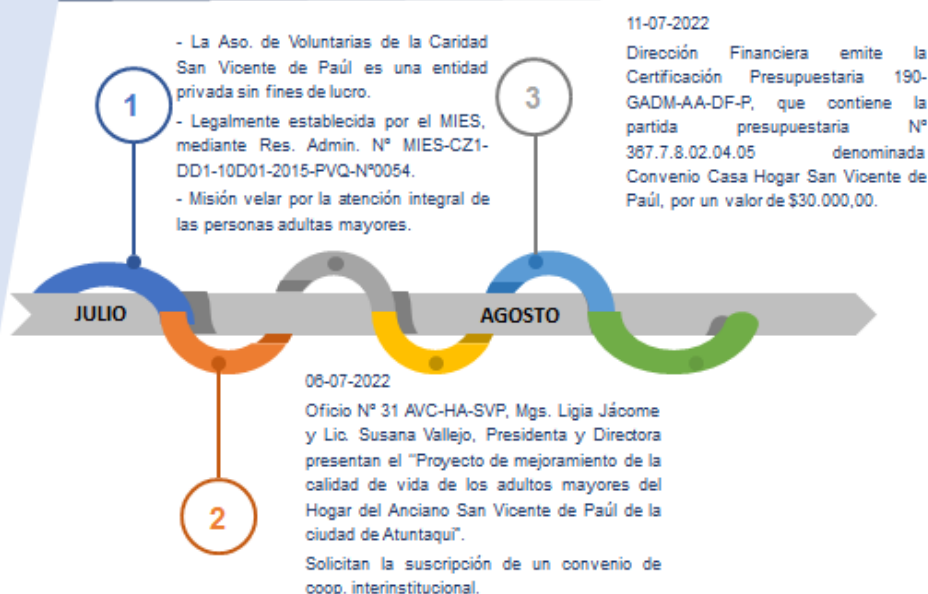 1
- La Aso. de Voluntarias de la Caridad
San Vicente de Paúl es una entidad
privada sin fines de lucro.
- Legalmente establecida por el MIES,
mediante Res. Admin. Nº MIES-CZ1-
DD1-10D01-2015-PVQ-Nº0054.
- Misión velar por la atención integral de
las personas adultas mayores.
3
11-07-2022
Dirección Financiera emite la
Certificación Presupuestaria 190-
GADM-AA-DF-P, que contiene la
partida presupuestaria Nº
367.7.8.02.04.05 denominada
Convenio Casa Hogar San Vicente de
Paúl, por un valor de $30.000,00.
JULIO
AGOSTO
2
06-07-2022
Oficio Nº 31 AVC-HA-SVP, Mgs. Ligia Jácome
y Lic. Susana Vallejo, Presidenta y Directora
presentan el "Proyecto de mejoramiento de la
calidad de vida de los adultos mayores del
Hogar del Anciano San Vicente de Paúl de la
ciudad de Atuntaqui".
Solicitan la suscripción de un convenio de
coop. interinstitucional.